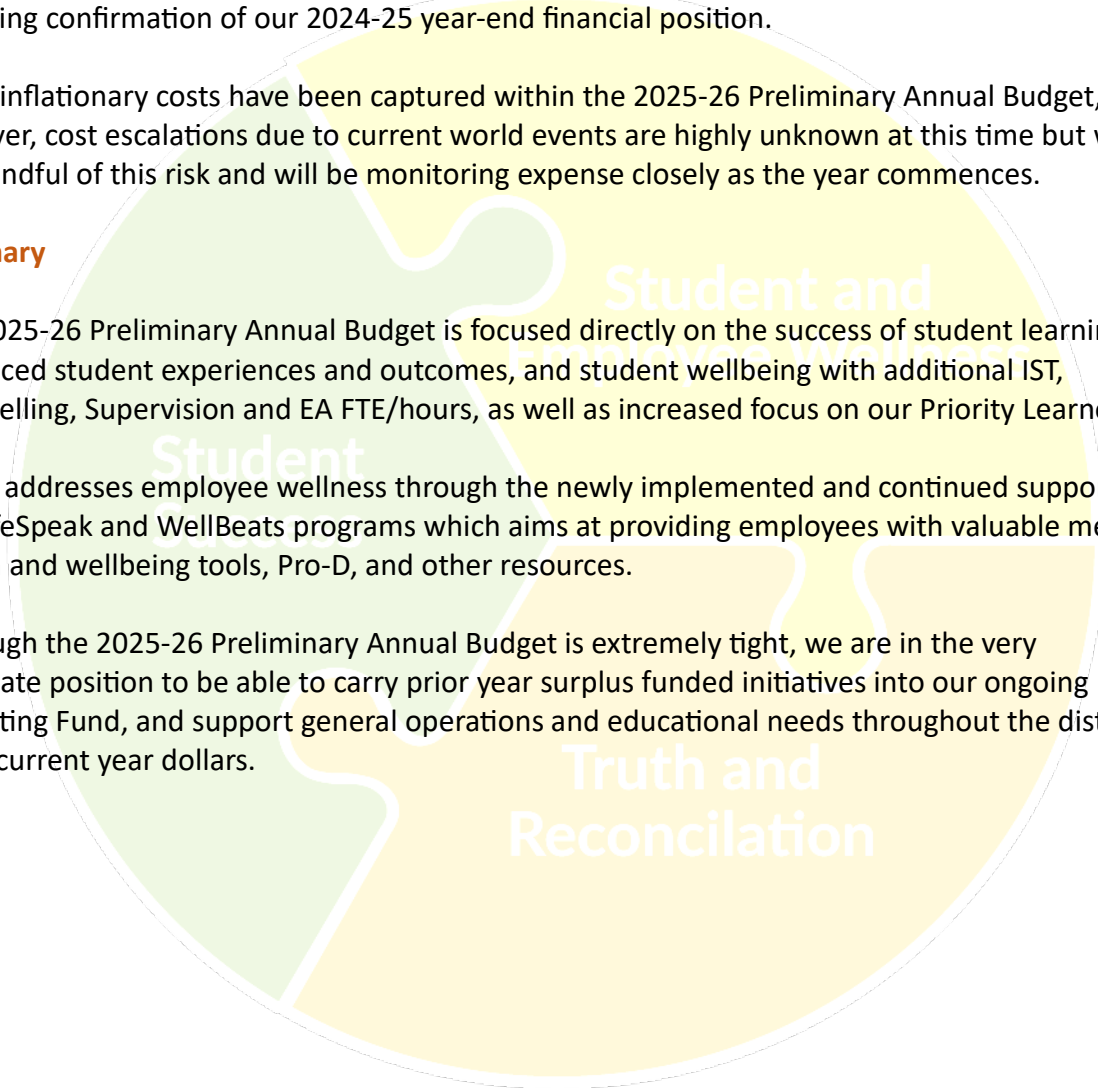 ing confirmation of our 2024-25 year-end financial position.
inflationary costs have been captured within the 2025-26 Preliminary Annual Budget,
ver, cost escalations due to current world events are highly unknown at this time but
ndful of this risk and will be monitoring expense closely as the year commences.
nary
025-26 Preliminary Annual Budget is focused directly on the success of student learnin
ced student experiences and outcomes, and student wellbeing with additional IST,
elling, Supervision and EA FTE/hours, as well as increased focus on our Priority Learne
addresses employee wellness through the newly implemented and continued suppo
eSpeak and WellBeats programs which aims at providing employees with valuable me
and wellbeing tools, Pro-D, and other resources.
ugh the 2025-26 Preliminary Annual Budget is extremely tight, we are in the very
ate position to be able to carry prior year surplus funded initiatives into our ongoing
ting Fund, and support general operations and educational needs throughout the dist
current year dollars.
Student and
Employee Wellness
Student
Success
Truth and
Reconcilation